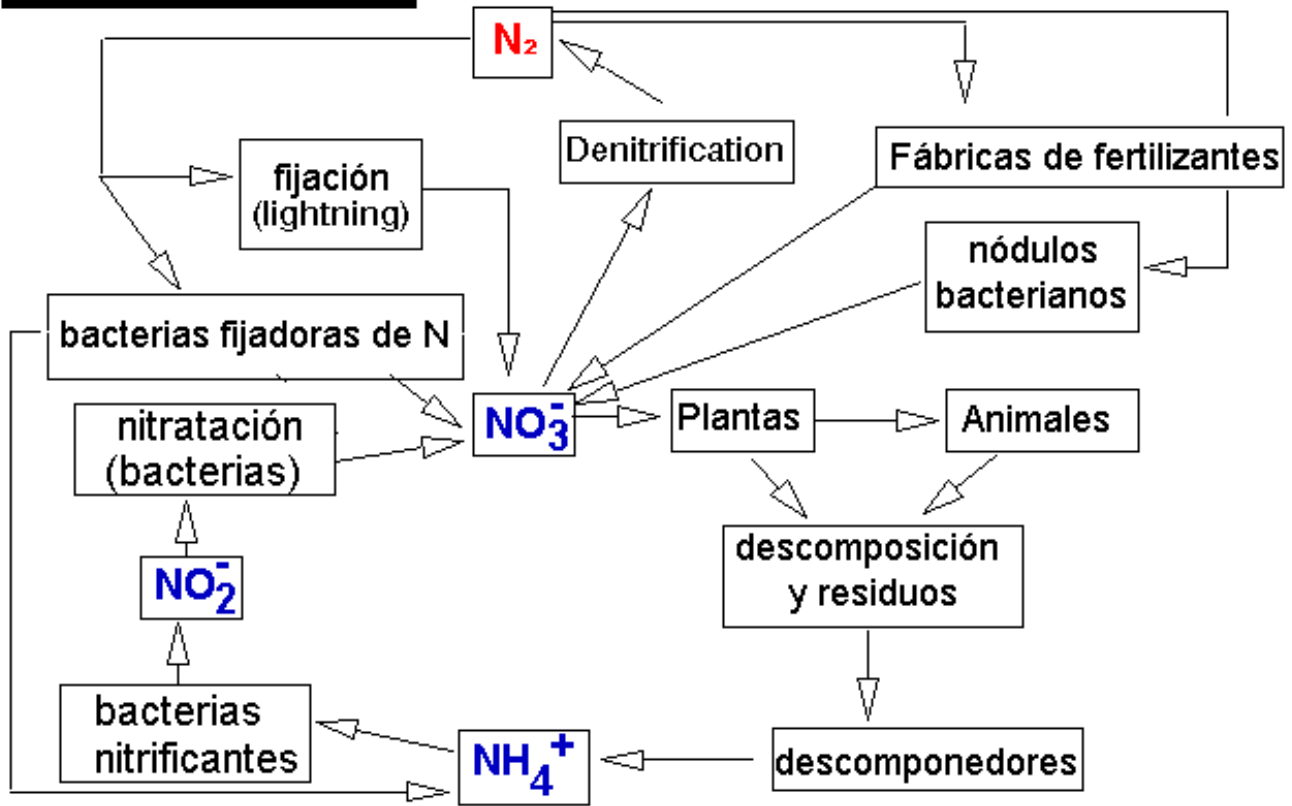 N₂
Denitrification
Fábricas de fertilizantes
fijación
(lightning)
nódulos
bacterianos
bacterias fijadoras de N
nitratación
(bacterias)
NO₃⁻
Plantas
Animales
descomposición
y residuos
NO₂⁻
bacterias
nitrificantes
NH₄⁺
descomponedores